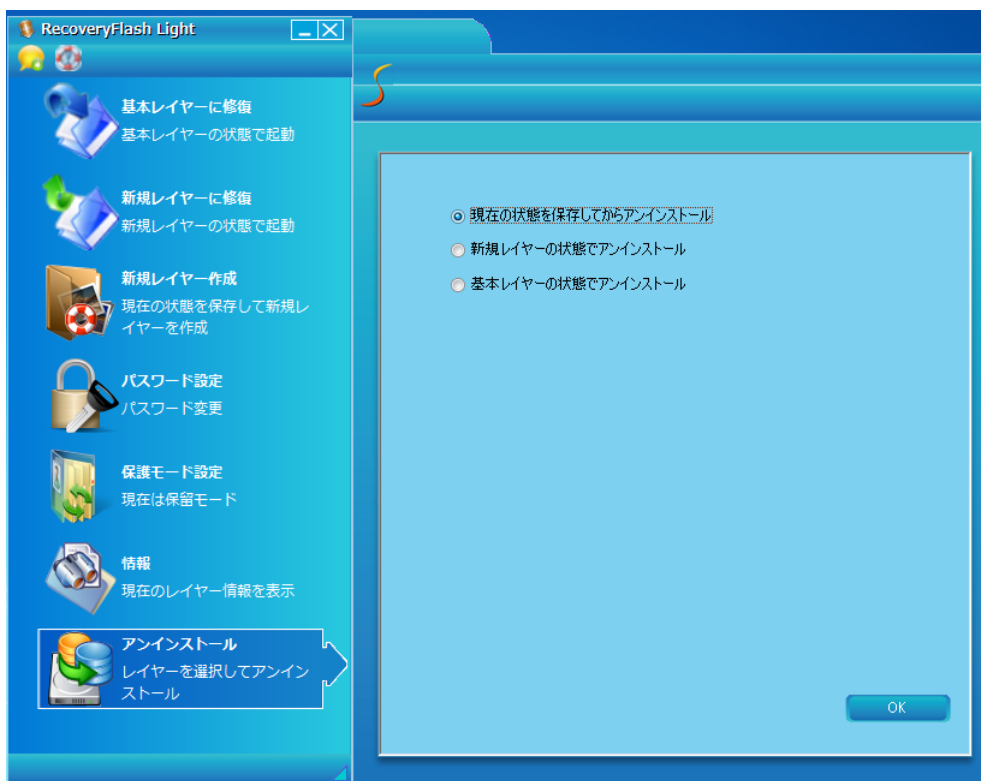 RecoveryFlash Light
基本レイヤーに修復
基本レイヤーの状態で起動
新規レイヤーに修復
新規レイヤーの状態で起動
新規レイヤー作成
現在の状態を保存して新規レ
イヤーを作成
パスワード設定
パスワード変更
保護モード設定
現在は保留モード
情報
現在のレイヤー情報を表示
アンインストール
レイヤーを選択してアンイン
ストール
現在の状態を保存してからアンインストール
新規レイヤーの状態でアンインストール
基本レイヤーの状態でアンインストール
OK